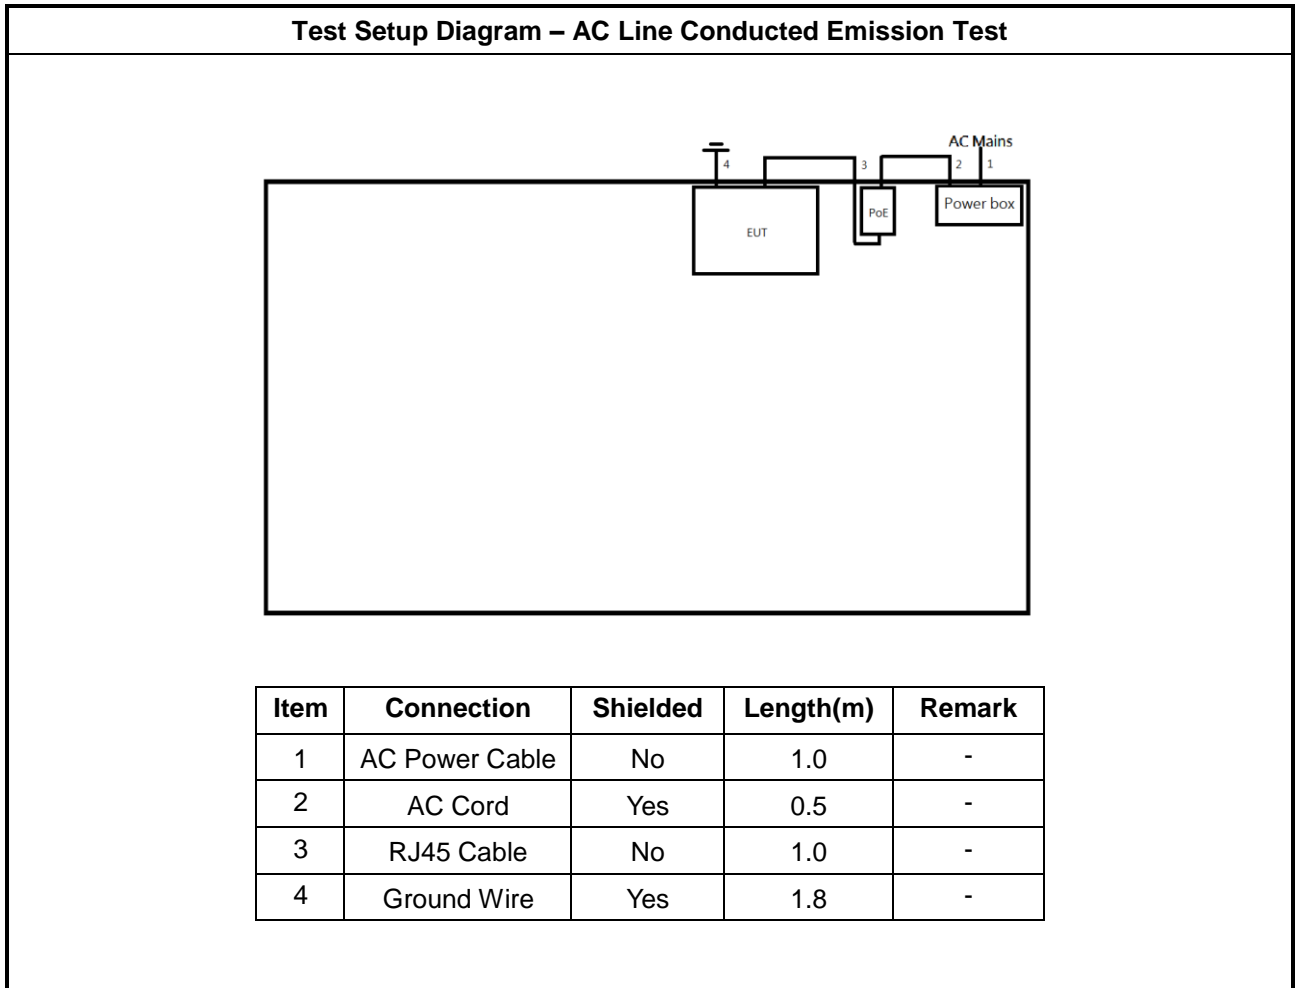 Test Setup Diagram – AC Line Conducted Emission Test
AC Mains
4
3
2
1
EUT
PoE
Power box
Item Connection Shielded Length(m) Remark
1 AC Power Cable No 1.0 -
2 AC Cord Yes 0.5 -
3 RJ45 Cable No 1.0 -
4 Ground Wire Yes 1.8 -